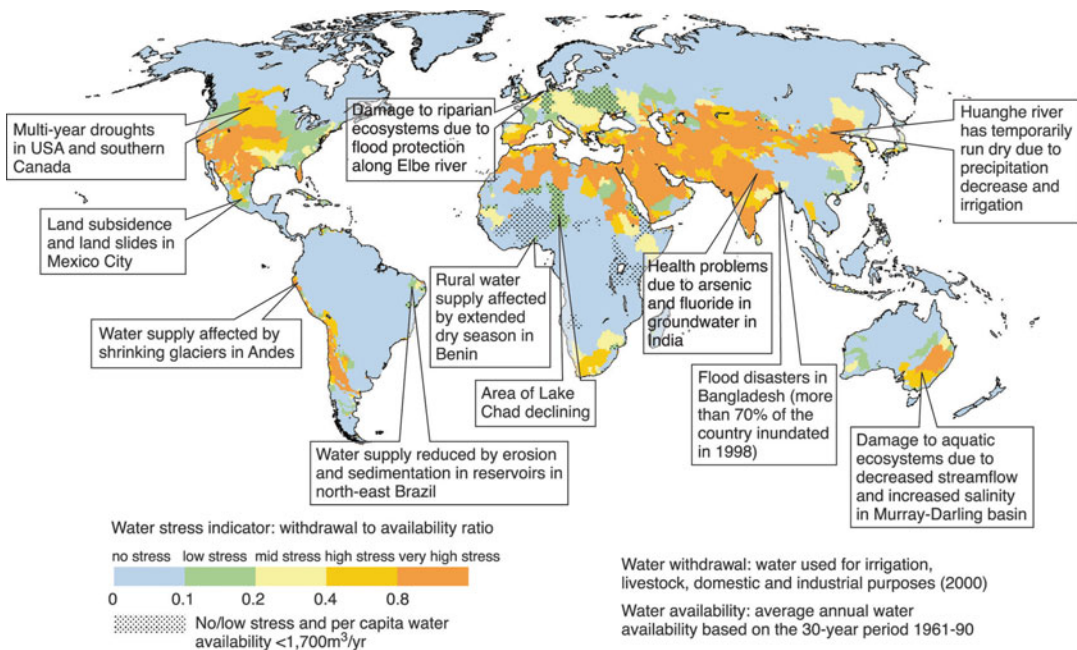 Multi-year droughts
in USA and southern
Canada
Land subsidence
and land slides in
Mexico City
Water supply affected by
shrinking glaciers in Andes
Damage to riparian
ecosystems due to
flood protection
along Elbe river
Rural water
supply affected
by extended
dry season in
Benin
Area of Lake
Chad declining
Water supply reduced by erosion
and sedimentation in reservoirs in
north-east Brazil
Health problems
due to arsenic
and fluoride in
groundwater in
India
Flood disasters in
Bangladesh (more
than 70% of the
country inundated
in 1998)
Huanghe river
has temporarily
run dry due to
precipitation
decrease and
irrigation
Damage to aquatic
ecosystems due to
decreased streamflow
and increased salinity
in Murray-Darling basin
Water stress indicator: withdrawal to availability ratio
no stress low stress mid stress high stress very high stress
0 0.1 0.2 0.4 0.8
No/low stress and per capita water
availability <1,700m³/yr
Water withdrawal: water used for irrigation,
livestock, domestic and industrial purposes (2000)
Water availability: average annual water
availability based on the 30-year period 1961-90